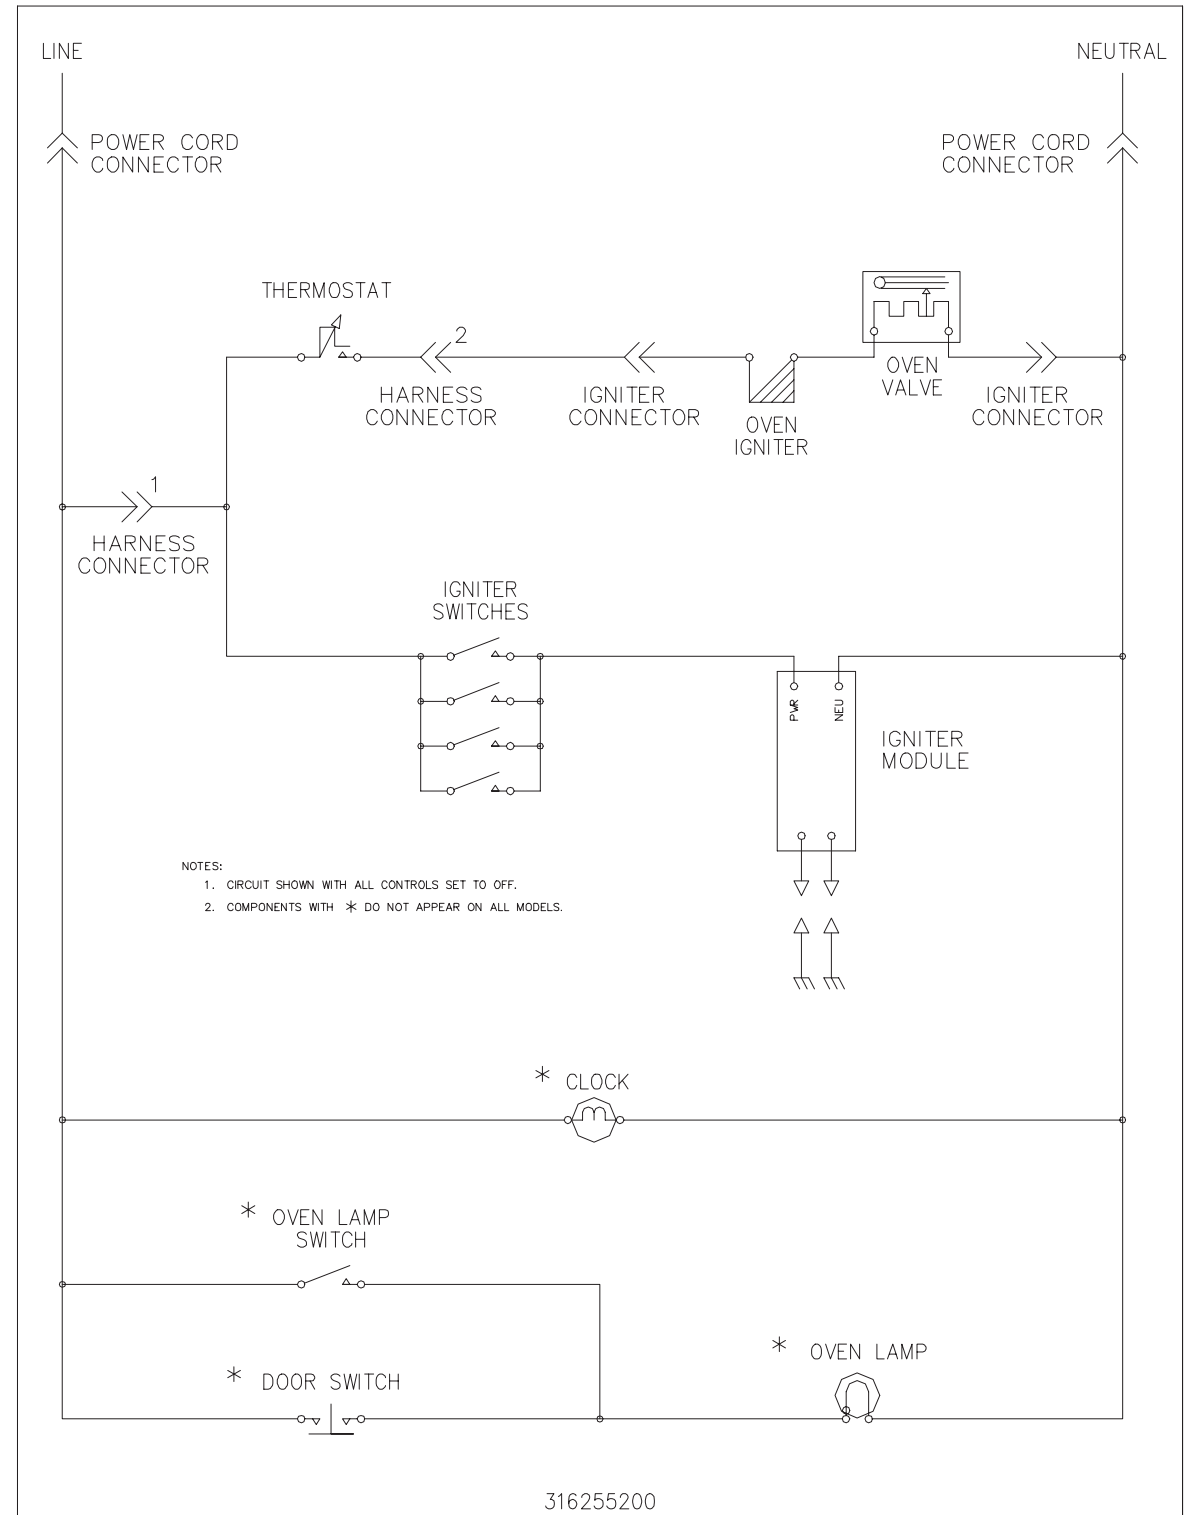 LINE
NEUTRAL
POWER CORD
CONNECTOR
POWER CORD
CONNECTOR
THERMOSTAT
2
HARNESS
CONNECTOR
IGNITER
CONNECTOR
OVEN
IGNITER
OVEN
VALVE
IGNITER
CONNECTOR
1
HARNESS
CONNECTOR
IGNITER
SWITCHES
PWR
NEU
IGNITER
MODULE
NOTES:
1. CIRCUIT SHOWN WITH ALL CONTROLS SET TO OFF.
2. COMPONENTS WITH * DO NOT APPEAR ON ALL MODELS.
* CLOCK
* OVEN LAMP
SWITCH
* OVEN LAMP
* DOOR SWITCH
316255200